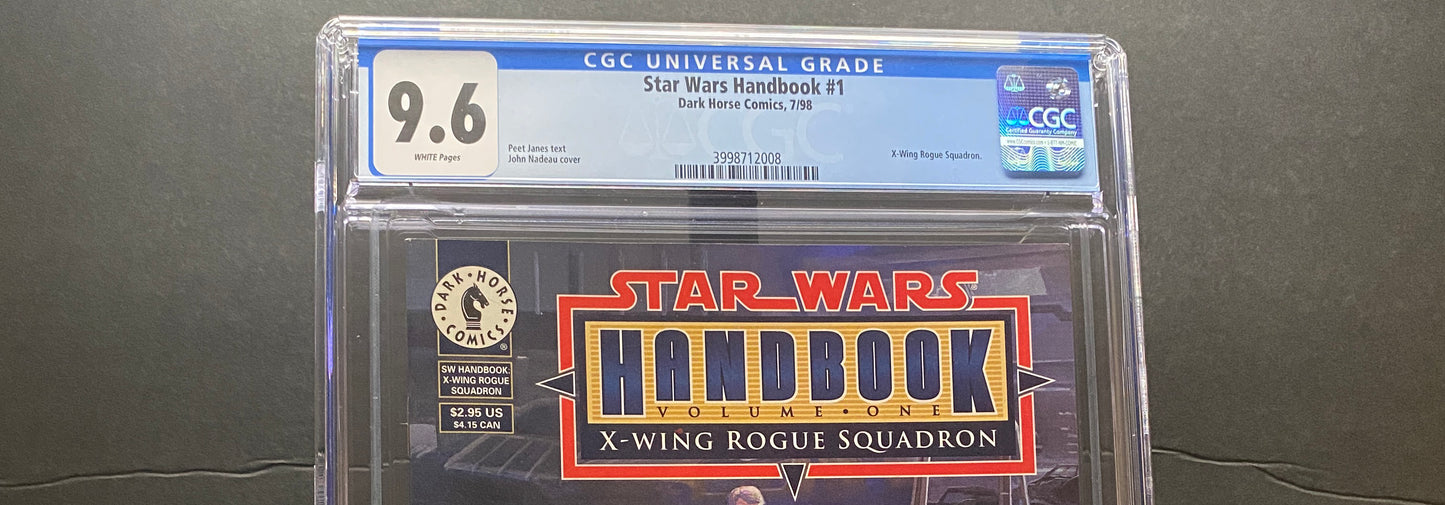 CGC UNIVERSAL GRADE
9.6
WHITE Pages
Star Wars Handbook #1
Dark Horse Comics, 7/98
Peet Janes text
John Nadeau cover
3998712008
X-Wing Rogue Squadron.
CGC
Certified Guaranty Company
CGC
DARK • HORSE
COMICS
®
SW HANDBOOK:
X-WING ROGUE
SQUADRON
$2.95 US
$4.15 CAN
STAR WARS
®
HANDBOOK
VOLUME • ONE
X-WING ROGUE SQUADRON